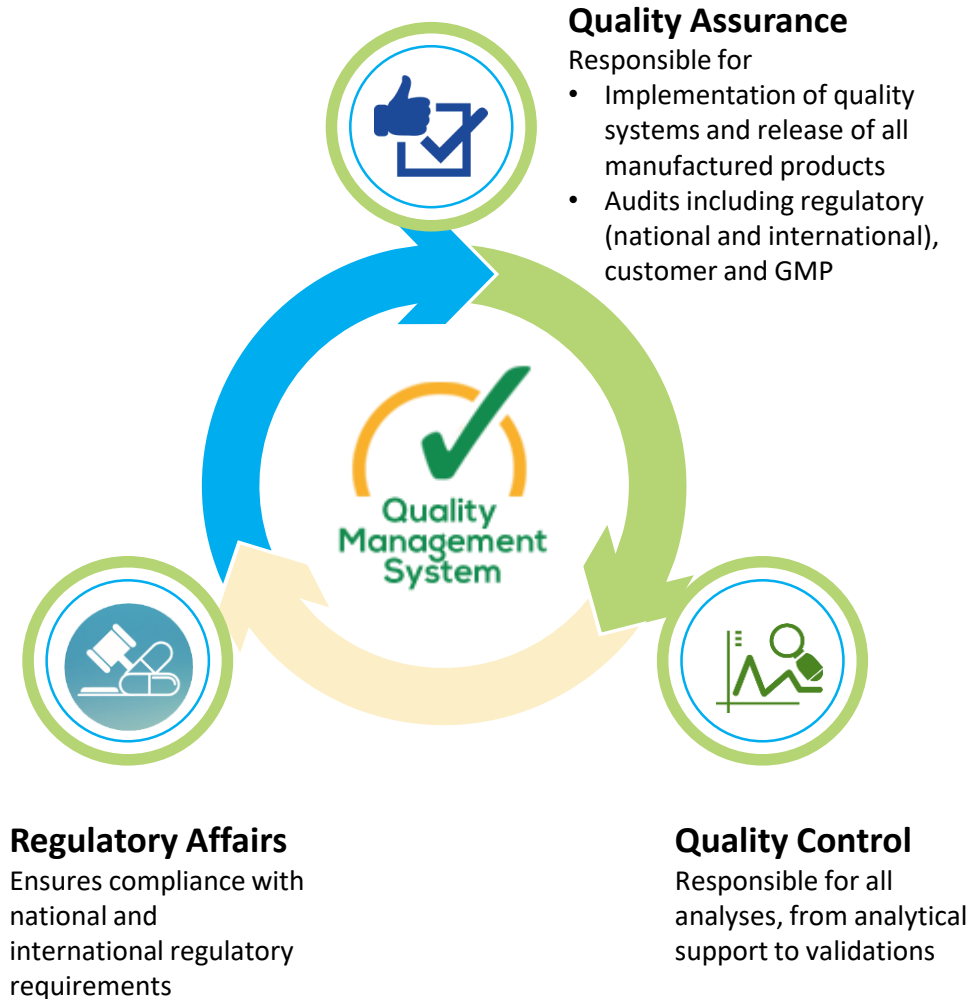 Quality Assurance
Responsible for
• Implementation of quality
systems and release of all
manufactured products
• Audits including regulatory
(national and international),
customer and GMP
Quality
Management
System
Regulatory Affairs
Ensures compliance with
national and
international regulatory
requirements
Quality Control
Responsible for all
analyses, from analytical
support to validations